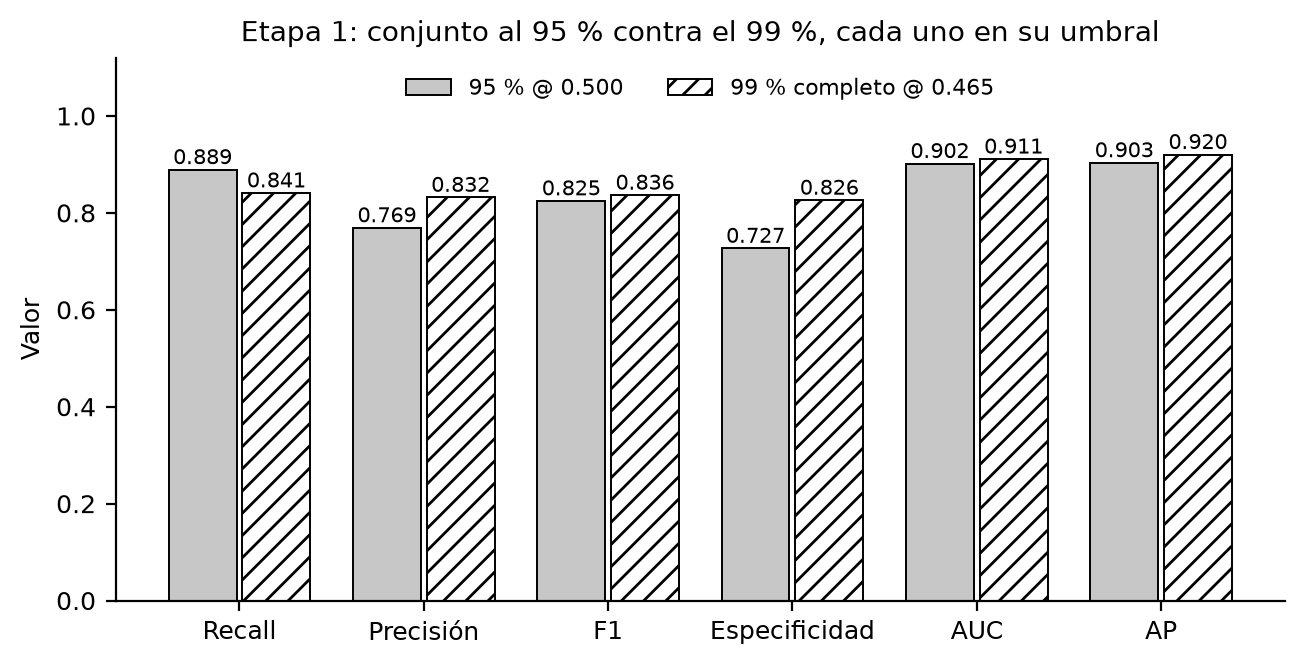 Etapa 1: conjunto al 95 % contra el 99 %, cada uno en su umbral
95 % @ 0.500
99 % completo @ 0.465
Valor
1.0
0.8
0.6
0.4
0.2
0.0
0.889
0.841
0.769
0.832
0.825
0.836
0.727
0.826
0.902
0.911
0.903
0.920
Recall
Precisión
F1
Especificidad
AUC
AP